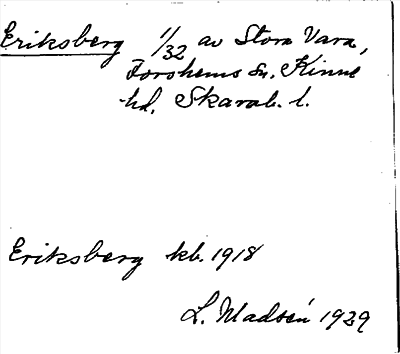 Eriksberg 1/32 av Stora Vara,
Forshems sn. Kinne
hd. Skarab. l.
Eriksberg kb. 1918
L. Madsén 1929